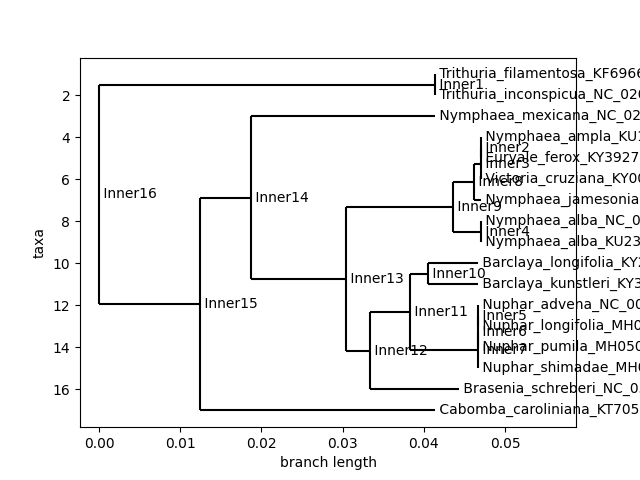 Trithuria_filamentosa_KF6966
Inner1
Trithuria_inconspicua_NC_020
Nymphaea_mexicana_NC_02
Nymphaea_ampla_KU1
Inner2
Euryale_ferox_KY3927
Inner3
Victoria_cruziana_KY00
Inner8
Nymphaea_jamesonia
Inner16
Inner14
Inner9
Nymphaea_alba_NC_0
Inner4
Nymphaea_alba_KU23
Barclaya_longifolia_KY
Inner10
Inner13
Barclaya_kunstleri_KY3
Inner15
Nuphar_advena_NC_00
Inner11
Inner5
Nuphar_longifolia_MH0
Inner6
Nuphar_pumila_MH050
Inner7
Inner12
Nuphar_shimadae_MH0
Brasenia_schreberi_NC_0
Cabomba_caroliniana_KT705
taxa
2
4
6
8
10
12
14
16
0.00 0.01 0.02 0.03 0.04 0.05
branch length